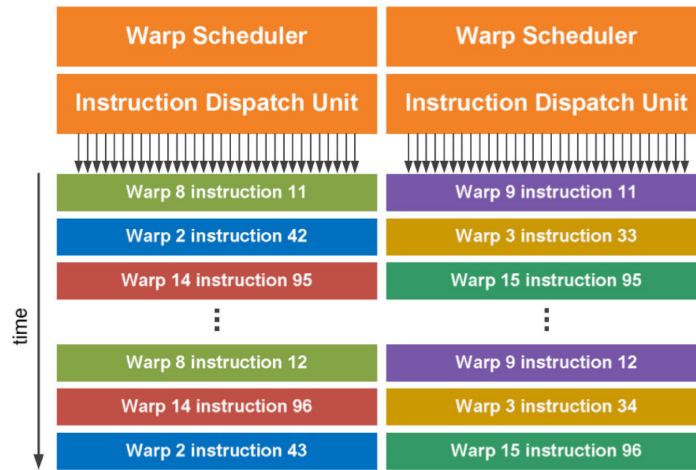 Warp Scheduler
Warp Scheduler
Instruction Dispatch Unit
Instruction Dispatch Unit
Warp 8 instruction 11
Warp 9 instruction 11
Warp 2 instruction 42
Warp 3 instruction 33
Warp 14 instruction 95
Warp 15 instruction 95
time
Warp 8 instruction 12
Warp 9 instruction 12
Warp 14 instruction 96
Warp 3 instruction 34
Warp 2 instruction 43
Warp 15 instruction 96